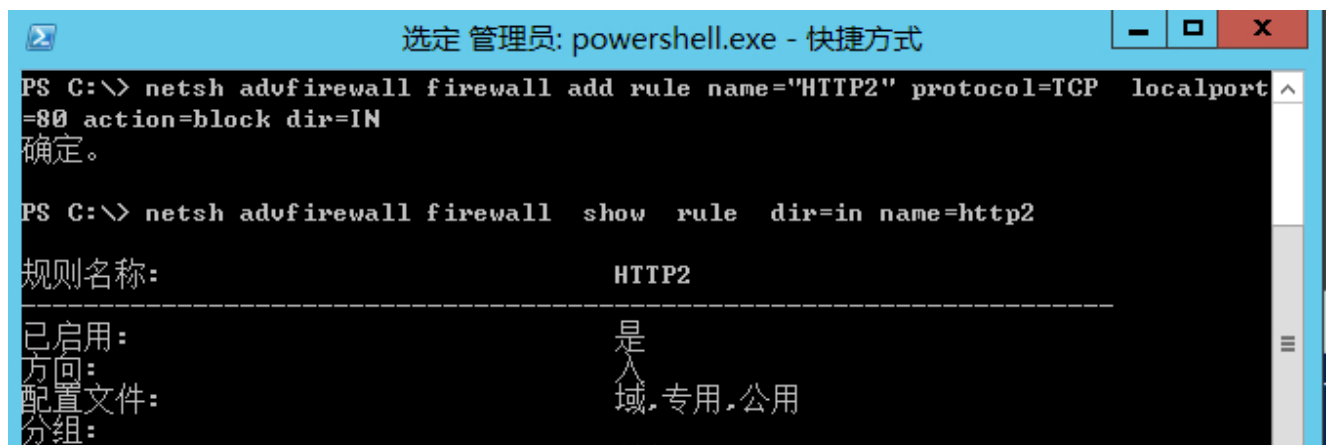 选定 管理员: powershell.exe - 快捷方式
PS C:\> netsh advfirewall firewall add rule name="HTTP2" protocol=TCP  localport
=80 action=block dir=IN
确定。
PS C:\> netsh advfirewall firewall  show  rule  dir=in name=http2
规则名称:                               HTTP2
----------------------------------------------------------------------
已启用:                                 是
方向:                                   入
配置文件:                               域,专用,公用
分组: